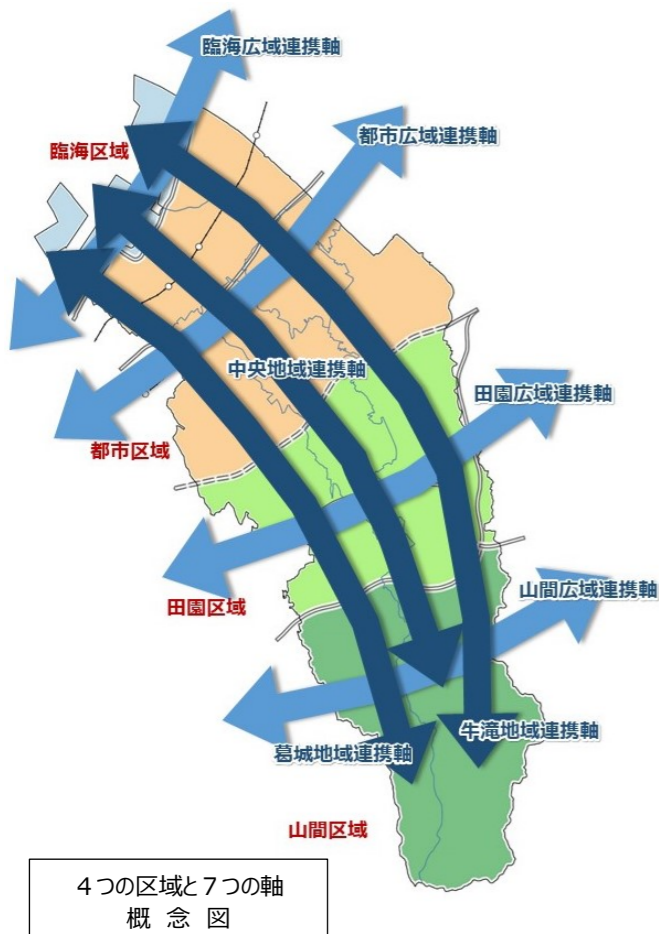 臨海広域連携軸
都市広域連携軸
臨海区域
中央地域連携軸
田園広域連携軸
都市区域
田園区域
山間広域連携軸
牛滝地域連携軸
葛城地域連携軸
山間区域
4つの区域と7つの軸
概 念 図